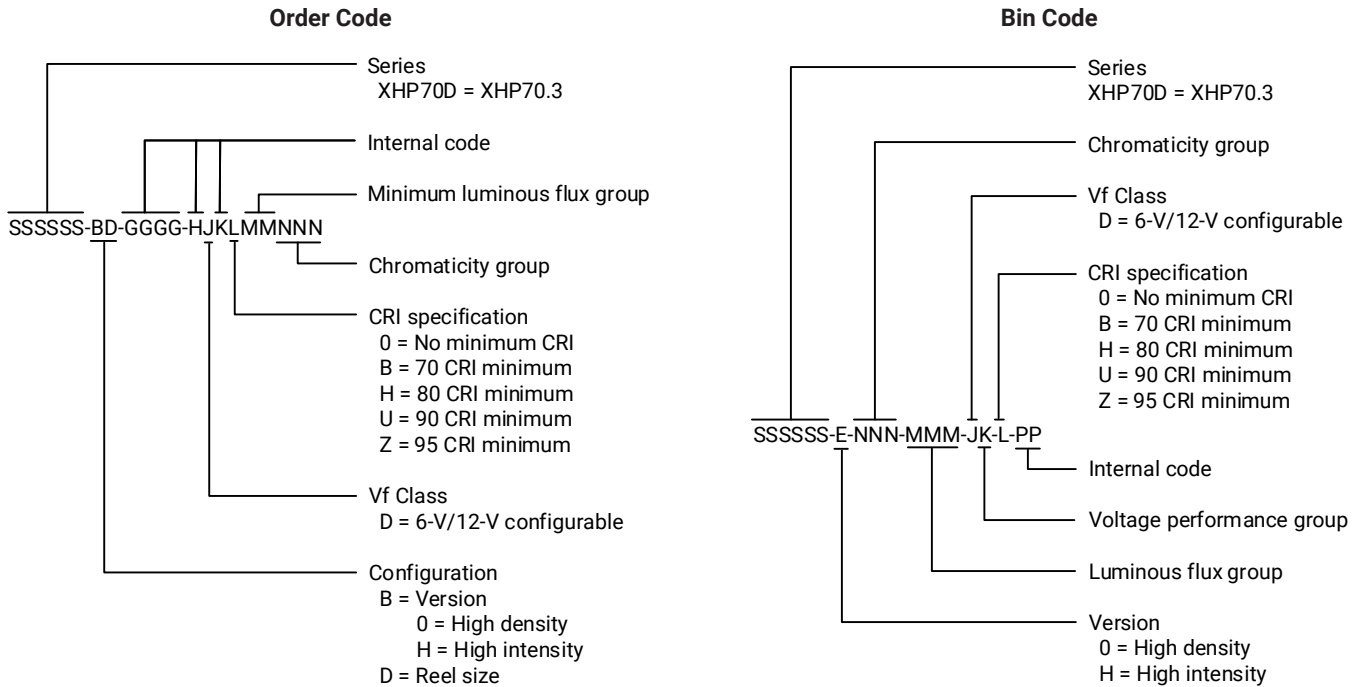 Order Code
Series
XHP70D = XHP70.3
Internal code
Minimum luminous flux group
SSSSSS-BD-GGGG-HJKLMMNNN
Chromaticity group
CRI specification
0 = No minimum CRI
B = 70 CRI minimum
H = 80 CRI minimum
U = 90 CRI minimum
Z = 95 CRI minimum
Vf Class
D = 6-V/12-V configurable
Configuration
B = Version
0 = High density
H = High intensity
D = Reel size
Bin Code
Series
XHP70D = XHP70.3
Chromaticity group
Vf Class
D = 6-V/12-V configurable
CRI specification
0 = No minimum CRI
B = 70 CRI minimum
H = 80 CRI minimum
U = 90 CRI minimum
Z = 95 CRI minimum
SSSSSS-E-NNN-MMM-JK-L-PP
Internal code
Voltage performance group
Luminous flux group
Version
0 = High density
H = High intensity